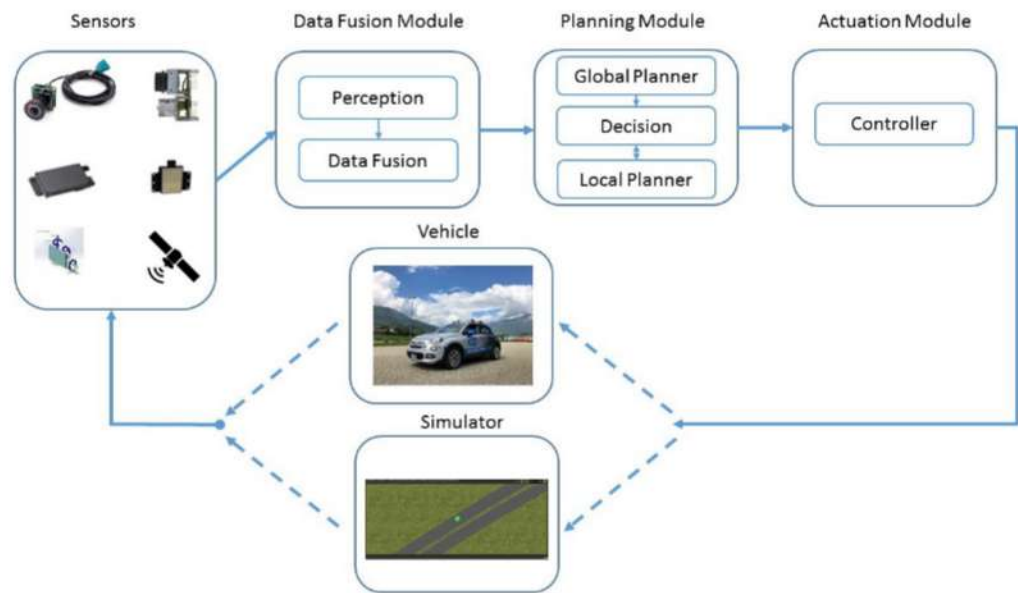 Sensors
Data Fusion Module
Planning Module
Actuation Module
Perception
Data Fusion
Global Planner
Decision
Local Planner
Controller
Vehicle
Simulator